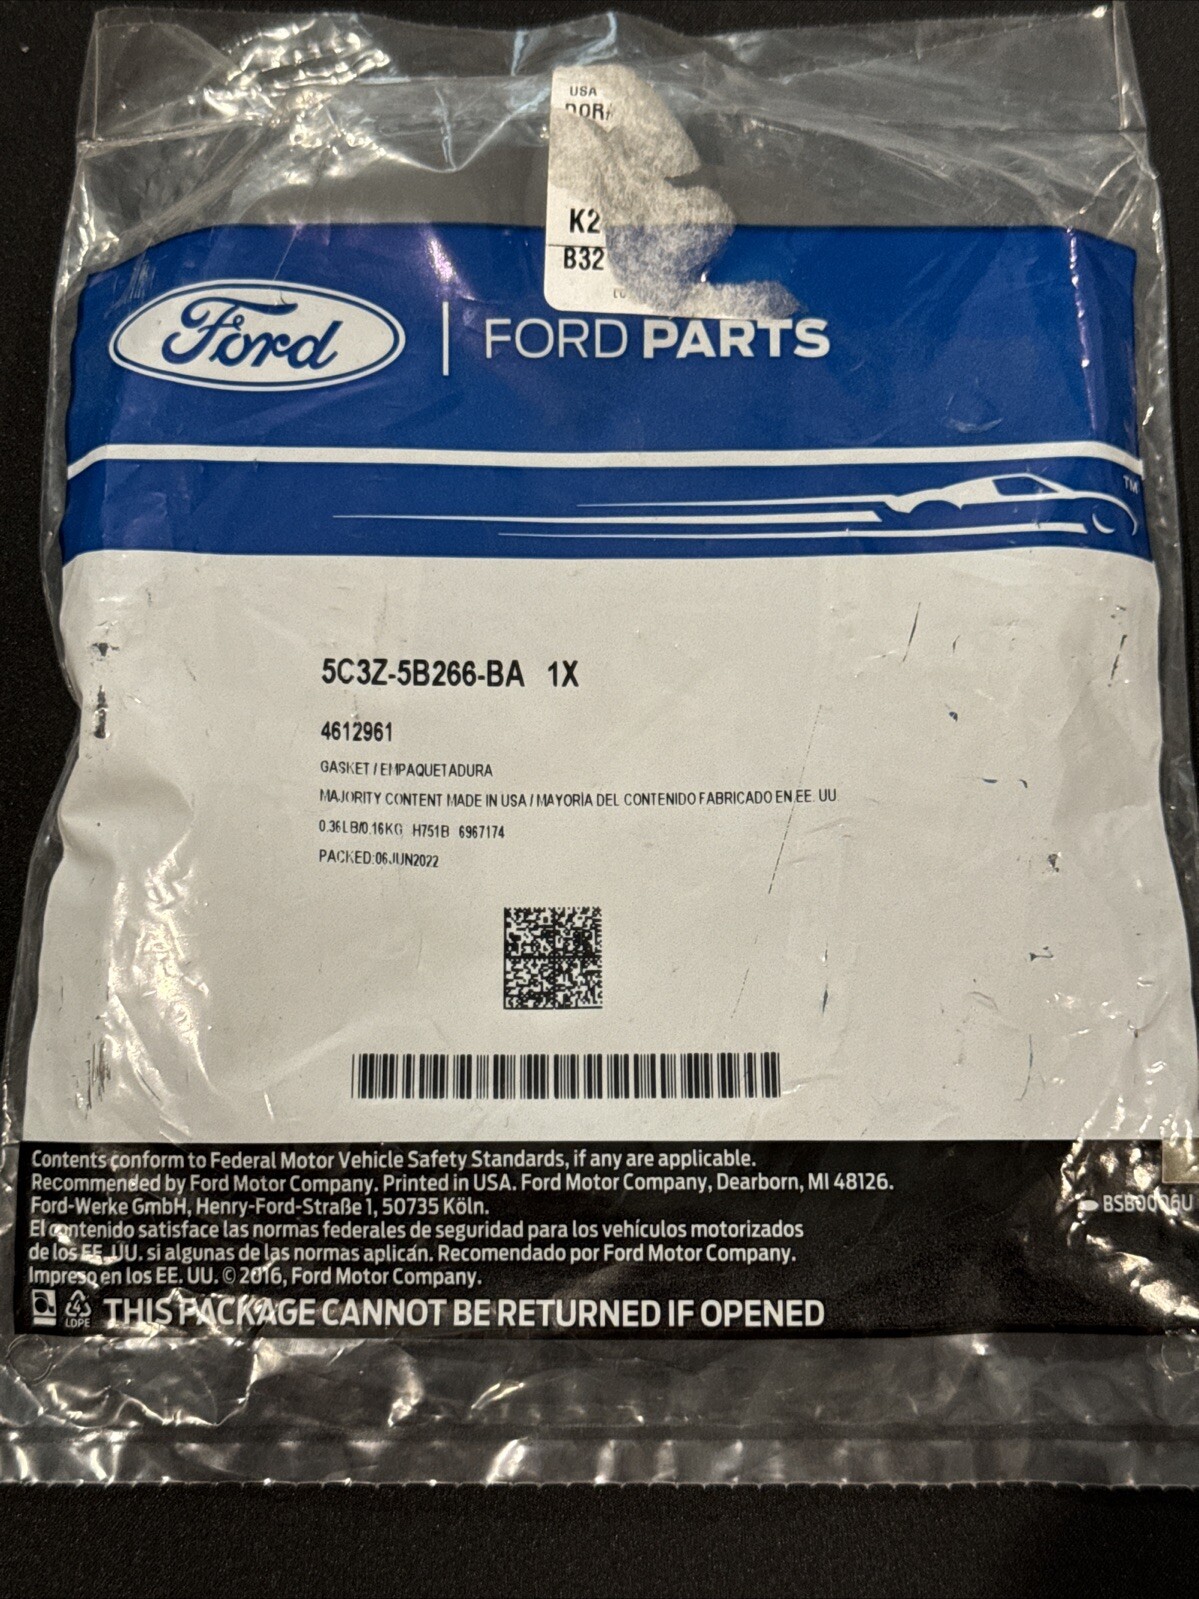 USA
K2
B32
Ford
FORD PARTS
TM
5C3Z-5B266-BA 1X
4612961
GASKET / EMPAQUETADURA
MAJORITY CONTENT MADE IN USA / MAYORÍA DEL CONTENIDO FABRICADO EN EE. UU
0.36LB/0.16KG H751B 6967174
PACKED:06JUN2022
Contents conform to Federal Motor Vehicle Safety Standards, if any are applicable.
Recommended by Ford Motor Company. Printed in USA. Ford Motor Company, Dearborn, MI 48126.
Ford-Werke GmbH, Henry-Ford-Straße 1, 50735 Köln.
El contenido satisface las normas federales de seguridad para los vehículos motorizados
de los EE. UU. si algunas de las normas aplicán. Recomendado por Ford Motor Company.
Impreso en los EE. UU. © 2016, Ford Motor Company.
4
LDPE
THIS PACKAGE CANNOT BE RETURNED IF OPENED